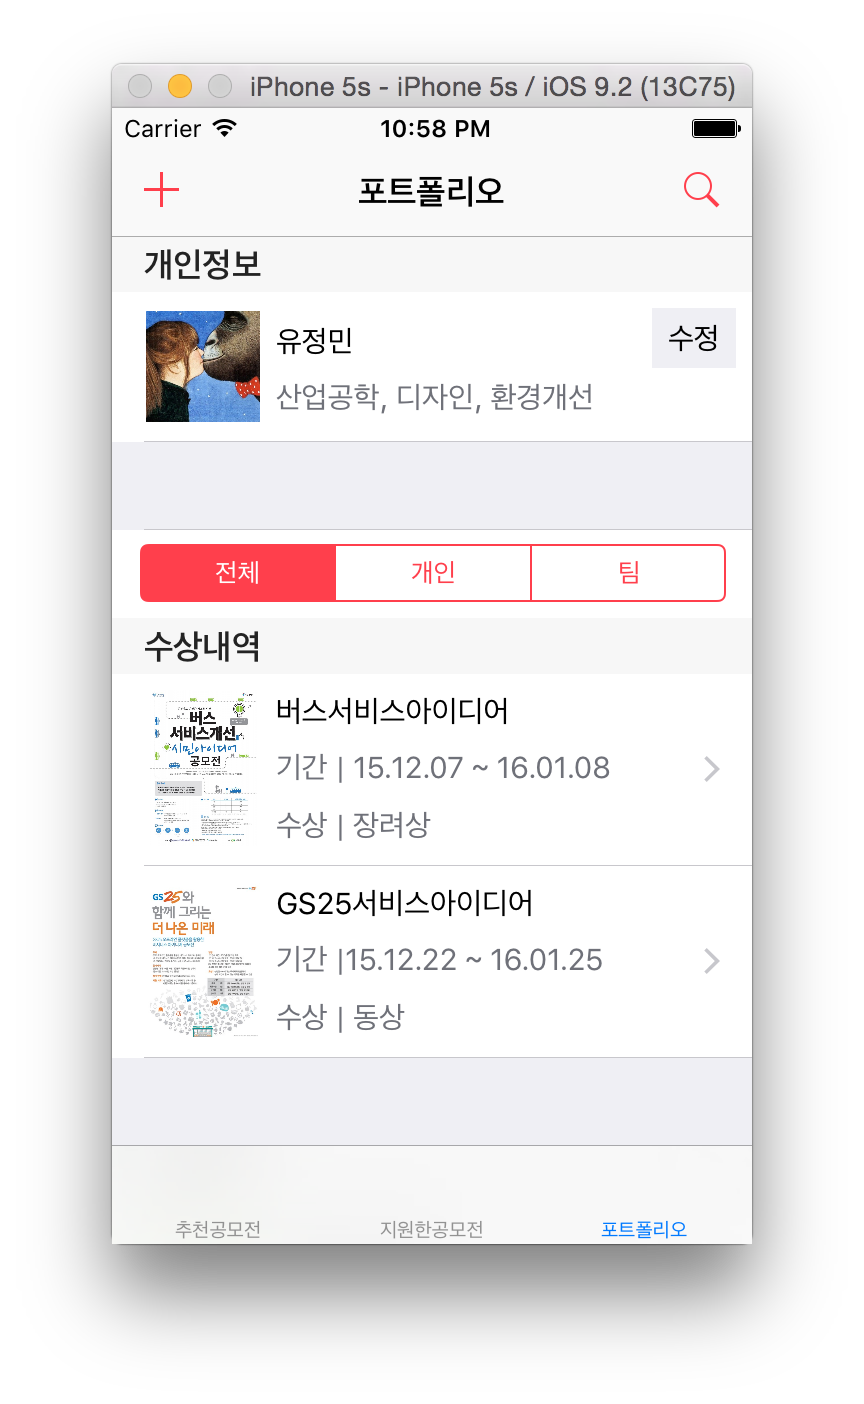 iPhone 5s - iPhone 5s / iOS 9.2 (13C75)
Carrier 10:58 PM
포트폴리오
개인정보
유정민
수정
산업공학, 디자인, 환경개선
전체 개인 팀
수상내역
버스
서비스개선
시민아이디어
공모전
버스서비스아이디어
기간 | 15.12.07 ~ 16.01.08
수상 | 장려상
GS25와
함께 그리는
더 나은 미래
GS25서비스아이디어
기간 |15.12.22 ~ 16.01.25
수상 | 동상
추천공모전 지원한공모전 포트폴리오